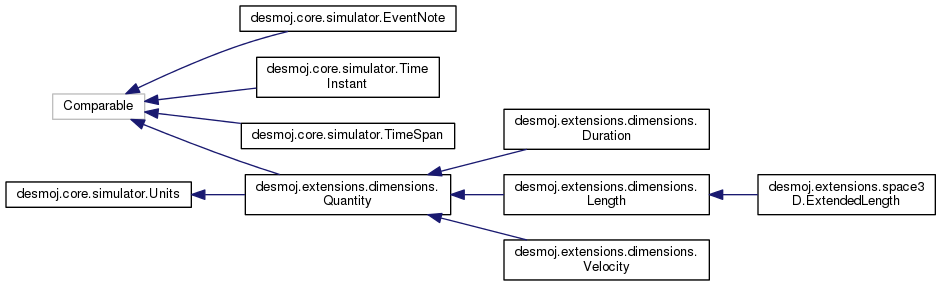 desmoj.core.simulator.EventNote
desmoj.core.simulator.Time
Instant
Comparable
desmoj.core.simulator.TimeSpan
desmoj.extensions.dimensions.
Duration
desmoj.core.simulator.Units
desmoj.extensions.dimensions.
Quantity
desmoj.extensions.dimensions.
Length
desmoj.extensions.space3
D.ExtendedLength
desmoj.extensions.dimensions.
Velocity